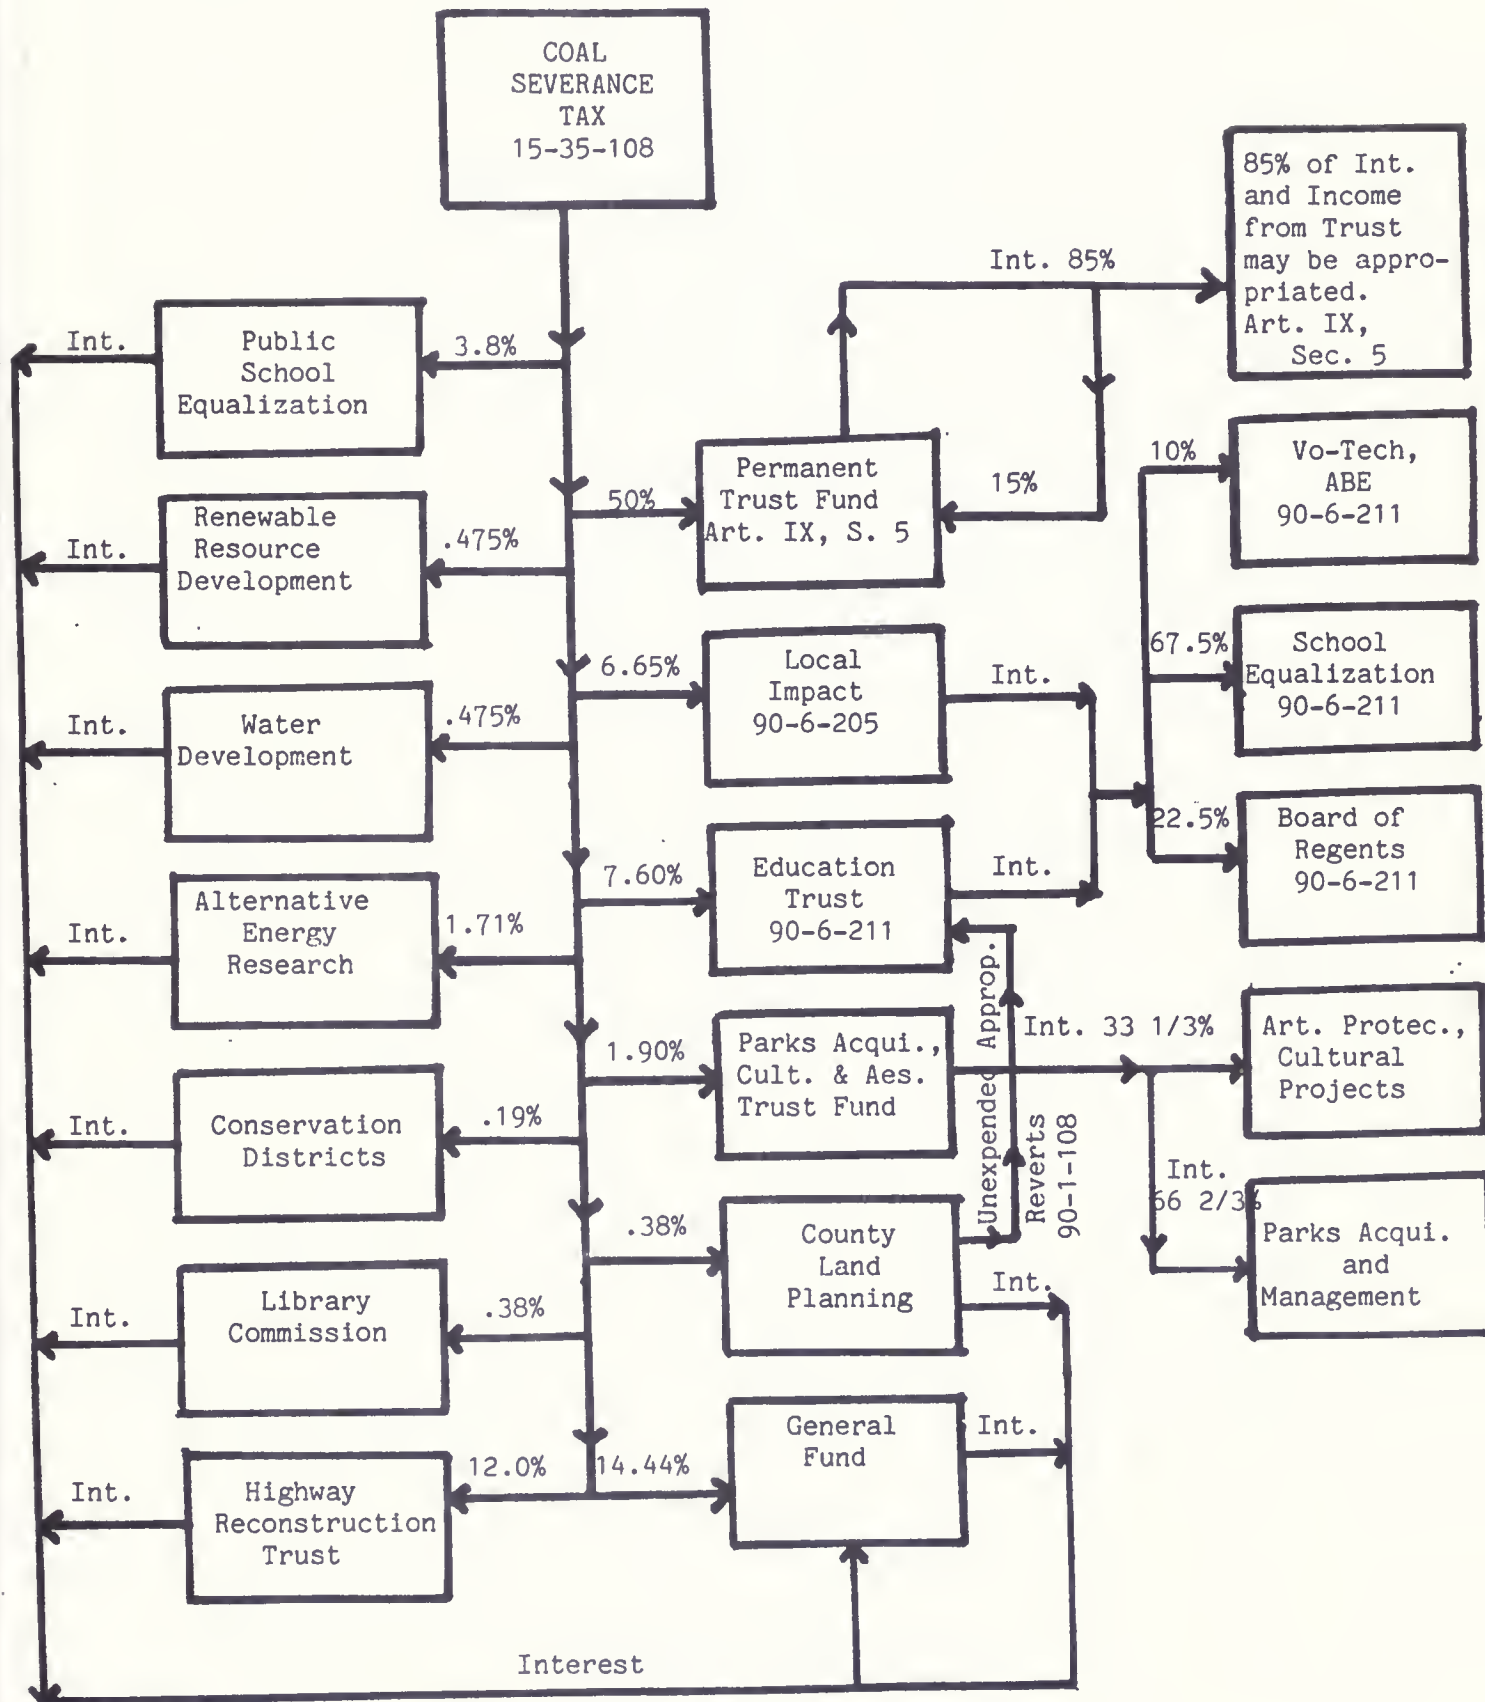 COAL
SEVERANCE
TAX
15-35-108
85% of Int.
and Income
from Trust
may be appro-
priated.
Art. IX,
Sec. 5
Int. 85%
Int.
Public
School
Equalization
3.8%
50%
Permanent
Trust Fund
Art. IX, S. 5
15%
10%
Vo-Tech,
ABE
90-6-211
Int.
Renewable
Resource
Development
.475%
6.65%
Local
Impact
90-6-205
Int.
67.5%
School
Equalization
90-6-211
Int.
Water
Development
.475%
7.60%
Education
Trust
90-6-211
Int.
22.5%
Board of
Regents
90-6-211
Int.
Alternative
Energy
Research
1.71%
1.90%
Parks Acqui.,
Cult. & Aes.
Trust Fund
Int. 33 1/3%
Art. Protec.,
Cultural
Projects
Int.
Conservation
Districts
.19%
.38%
County
Land
Planning
Unexpended Approp.
Reverts
90-1-108
Int.
66 2/3%
Parks Acqui.
and
Management
Int.
Int.
Library
Commission
.38%
14.44%
General
Fund
Int.
Int.
Highway
Reconstruction
Trust
12.0%
Interest